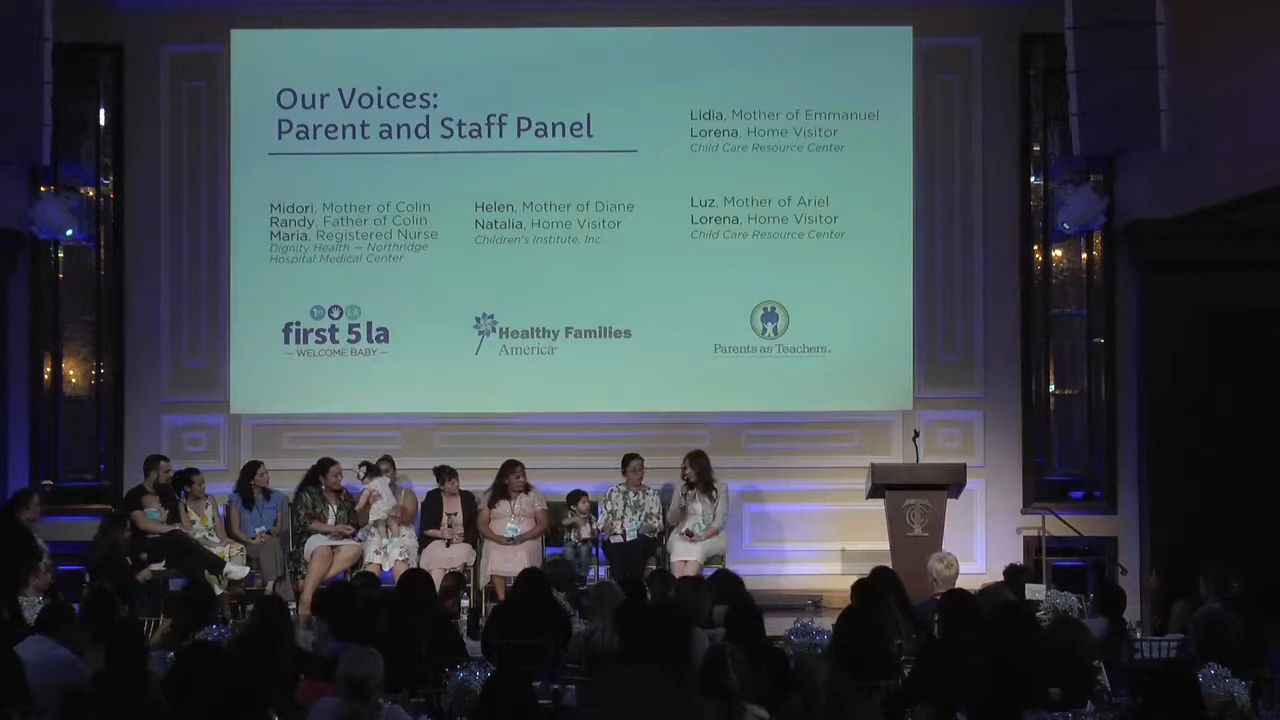 Our Voices:
Parent and Staff Panel
Lidia, Mother of Emmanuel
Lorena, Home Visitor
Child Care Resource Center
Midori, Mother of Colin
Randy, Father of Colin
Maria, Registered Nurse
Dignity Health – Northridge
Hospital Medical Center
Helen, Mother of Diane
Natalia, Home Visitor
Children's Institute, Inc.
Luz, Mother of Ariel
Lorena, Home Visitor
Child Care Resource Center
first 5 la
— WELCOME BABY —
Healthy Families
America
Parents as Teachers.